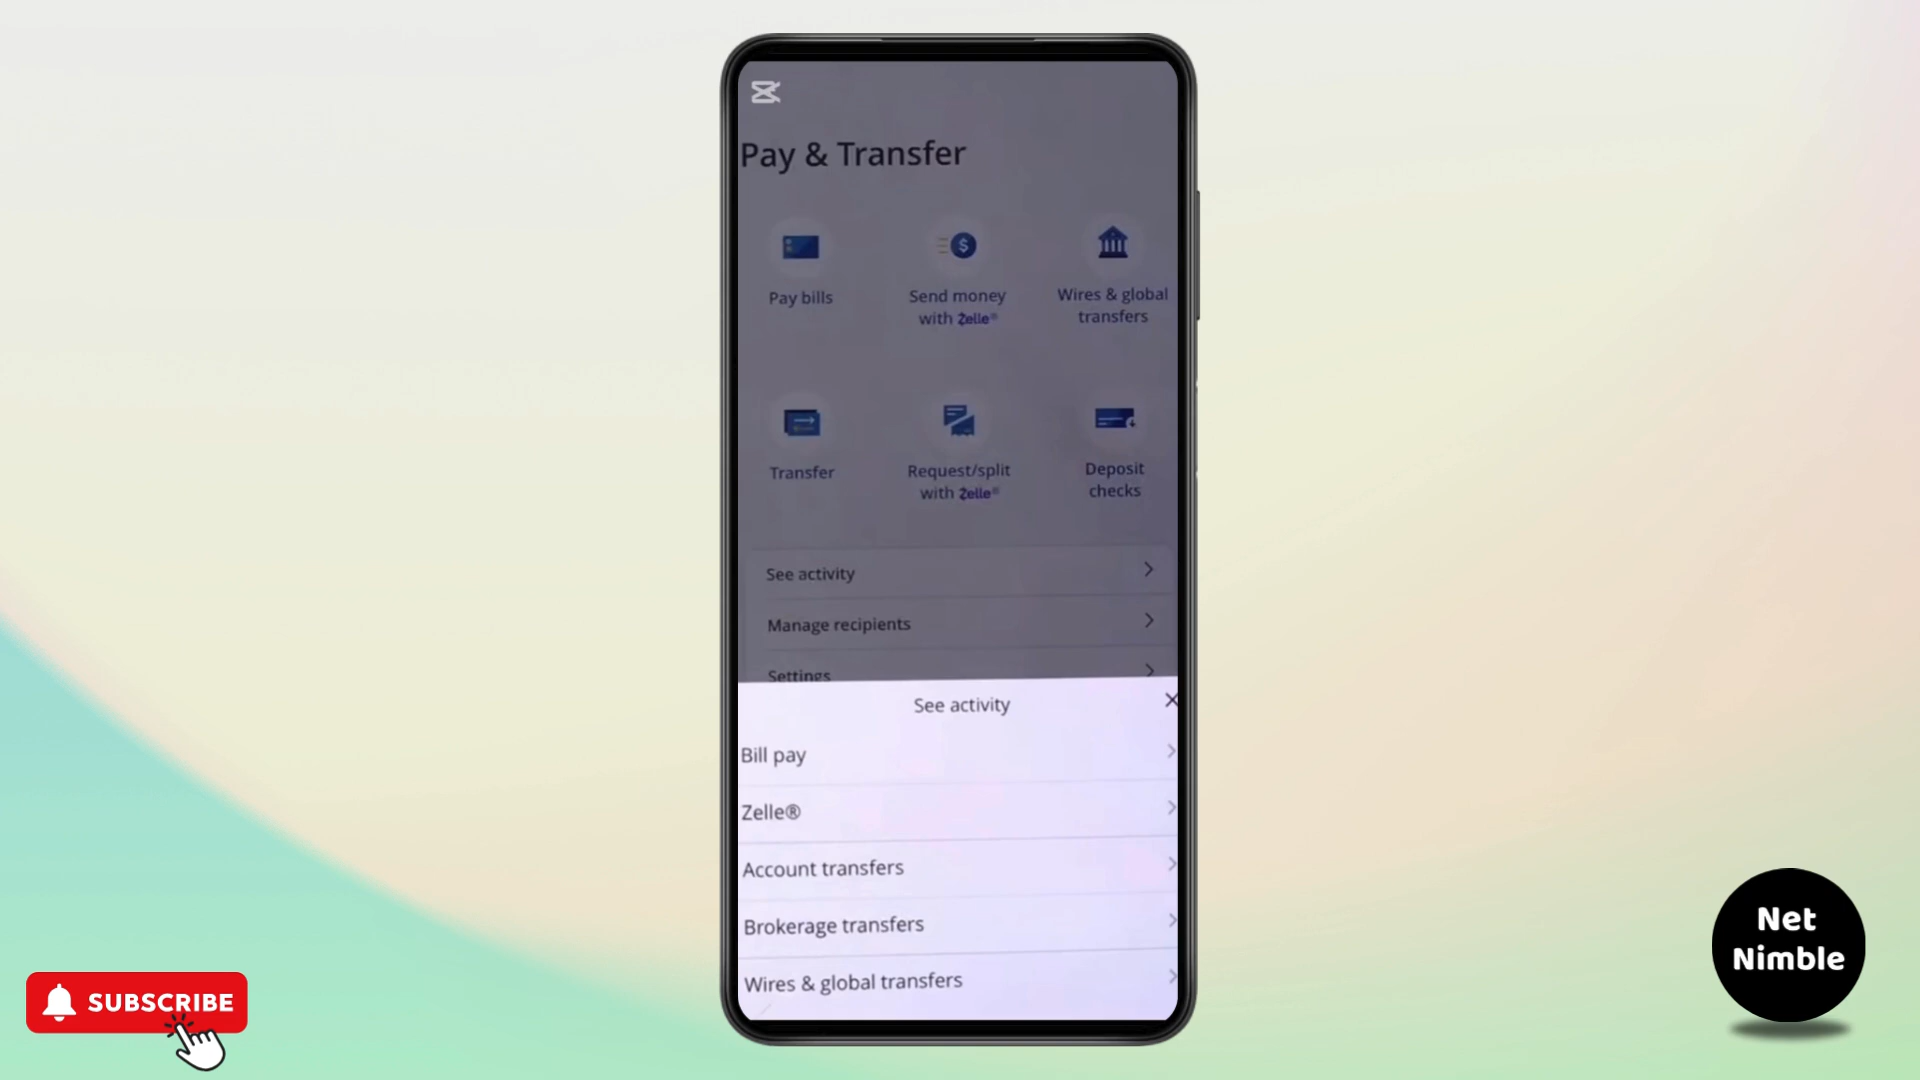 Pay & Transfer
Pay bills
Send money
with Zelle®
Wires & global
transfers
Transfer
Request/split
with Zelle®
Deposit
checks
See activity
Manage recipients
Settings
See activity
Bill pay
Zelle®
Account transfers
Brokerage transfers
Wires & global transfers
SUBSCRIBE
Net
Nimble